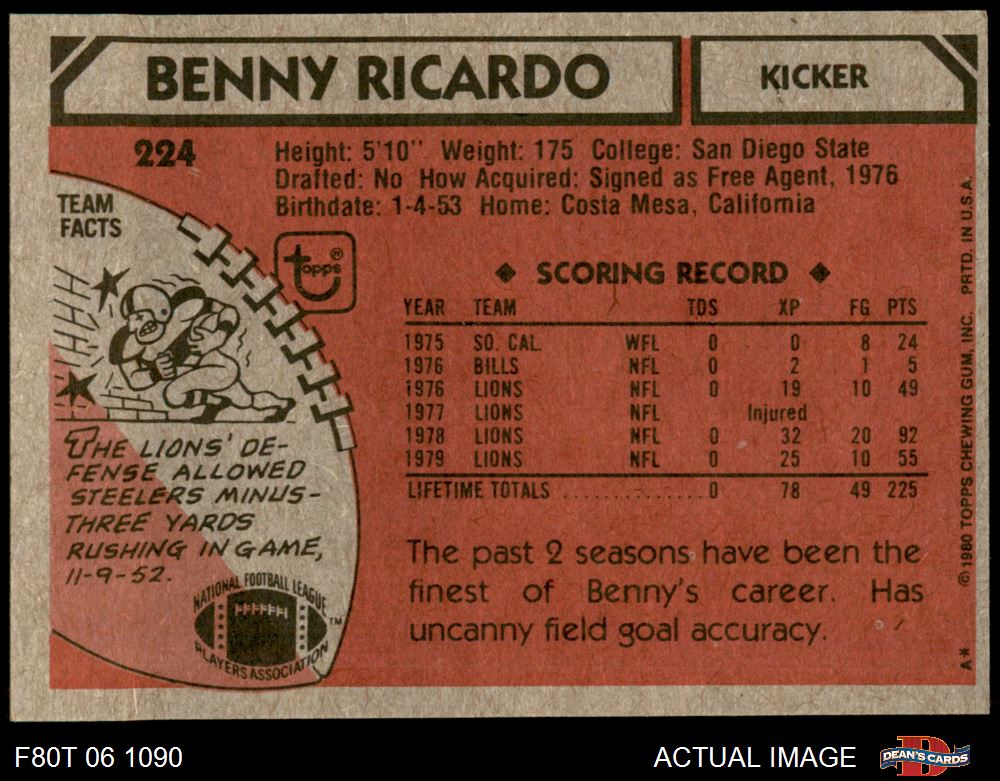 BENNY RICARDO
KICKER
224
Height: 5'10" Weight: 175 College: San Diego State
Drafted: No How Acquired: Signed as Free Agent, 1976
Birthdate: 1-4-53 Home: Costa Mesa, California
TEAM
FACTS
topps®
◆ SCORING RECORD ◆
YEAR TEAM TDS XP FG PTS
1975 SO. CAL. WFL 0 0 8 24
1976 BILLS NFL 0 2 1 5
1976 LIONS NFL 0 19 10 49
1977 LIONS NFL Injured
1978 LIONS NFL 0 32 20 92
1979 LIONS NFL 0 25 10 55
LIFETIME TOTALS ................0 78 49 225
THE LIONS' DE-
FENSE ALLOWED
STEELERS MINUS-
THREE YARDS
RUSHING IN GAME,
11-9-52.
NATIONAL FOOTBALL LEAGUE
PLAYERS ASSOCIATION
TM
The past 2 seasons have been the
finest of Benny's career. Has
uncanny field goal accuracy.
A* © 1980 TOPPS CHEWING GUM, INC. PRTD. IN U.S.A.
F80T 06 1090
ACTUAL IMAGE
D
DEAN'S CARDS